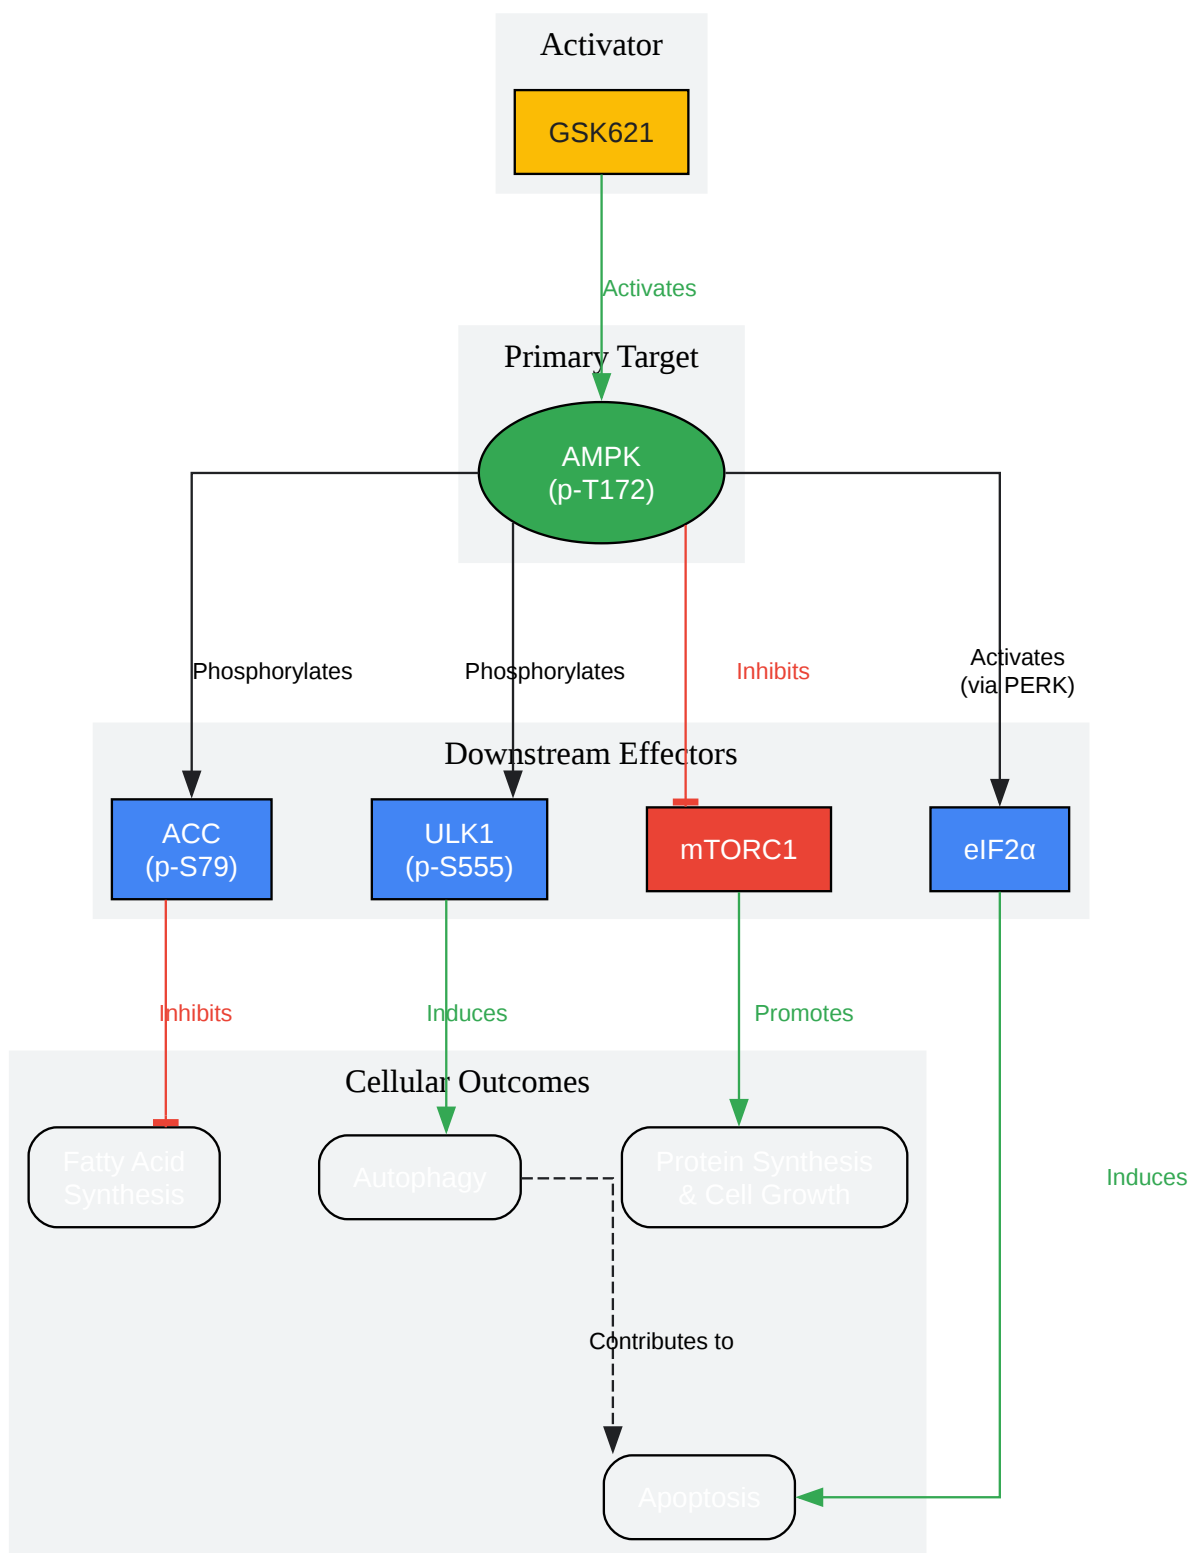 Activator
GSK621
Activates
Primary Target
AMPK
(p-T172)
Phosphorylates
Phosphorylates
Inhibits
Activates
(via PERK)
Downstream Effectors
ACC
(p-S79)
ULK1
(p-S555)
mTORC1
eIF2α
Inhibits
Induces
Promotes
Cellular Outcomes
Fatty Acid
Synthesis
Autophagy
Protein Synthesis
& Cell Growth
Induces
Contributes to
Apoptosis